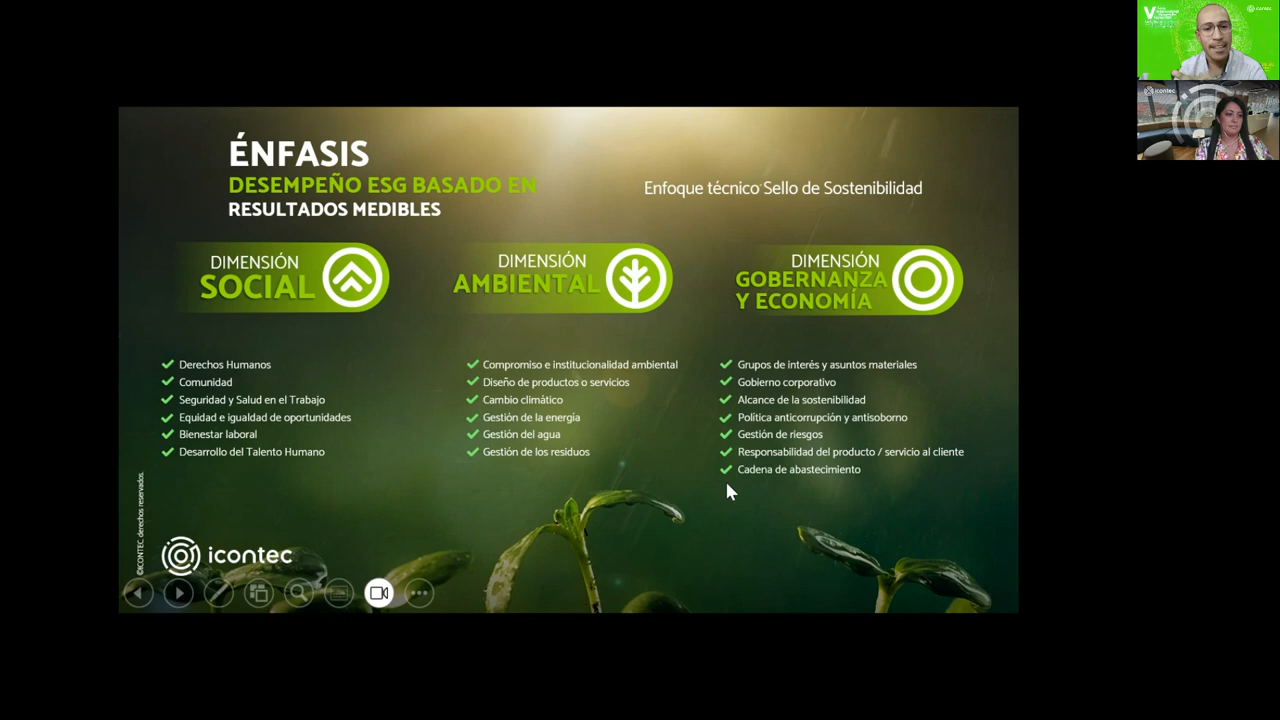 ÉNFASIS
DESEMPEÑO ESG BASADO EN
RESULTADOS MEDIBLES
Enfoque técnico Sello de Sostenibilidad
DIMENSIÓN
SOCIAL
DIMENSIÓN
AMBIENTAL
DIMENSIÓN
GOBERNANZA
Y ECONOMÍA
Derechos Humanos
Comunidad
Seguridad y Salud en el Trabajo
Equidad e igualdad de oportunidades
Bienestar laboral
Desarrollo del Talento Humano
Compromiso e institucionalidad ambiental
Diseño de productos o servicios
Cambio climático
Gestión de la energía
Gestión del agua
Gestión de los residuos
Grupos de interés y asuntos materiales
Gobierno corporativo
Alcance de la sostenibilidad
Política anticorrupción y antisoborno
Gestión de riesgos
Responsabilidad del producto / servicio al cliente
Cadena de abastecimiento
©ICONTEC. derechos reservados.
icontec
icontec
icontec